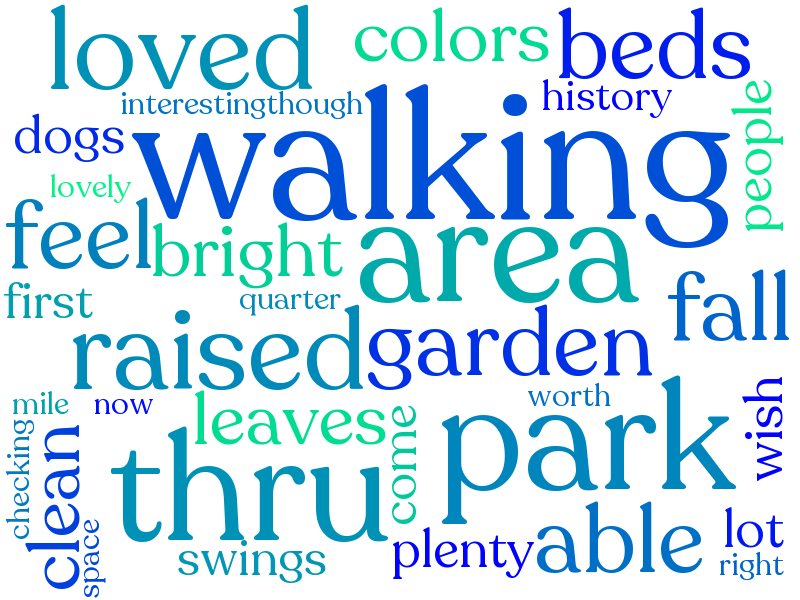 loved
colors
beds
interestingthough
history
people
dogs
walking
lovely
feel
bright
area
first
quarter
fall
raised
garden
mile
now
leaves
come
worth
wish
checking
clean
space
thru
park
swings
plenty
able
lot
right